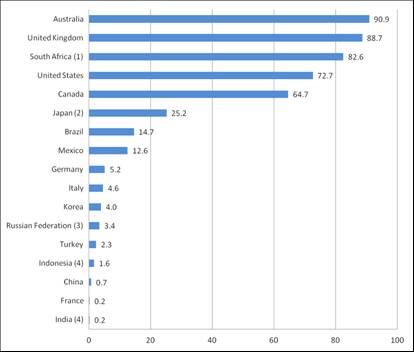 Australia 90.9
United Kingdom 88.7
South Africa (1) 82.6
United States 72.7
Canada 64.7
Japan (2) 25.2
Brazil 14.7
Mexico 12.6
Germany 5.2
Italy 4.6
Korea 4.0
Russian Federation (3) 3.4
Turkey 2.3
Indonesia (4) 1.6
China 0.7
France 0.2
India (4) 0.2
0 20 40 60 80 100